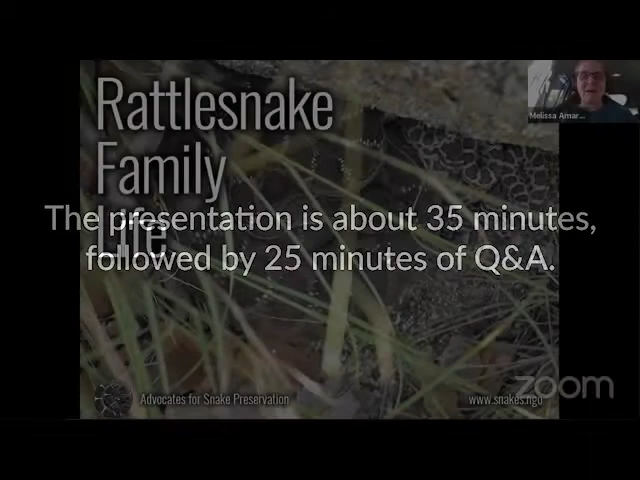 Rattlesnake
Family
Life
The presentation is about 35 minutes,
followed by 25 minutes of Q&A.
Melissa Amar...
zoom
Advocates for Snake Preservation
www.snakes.ngo